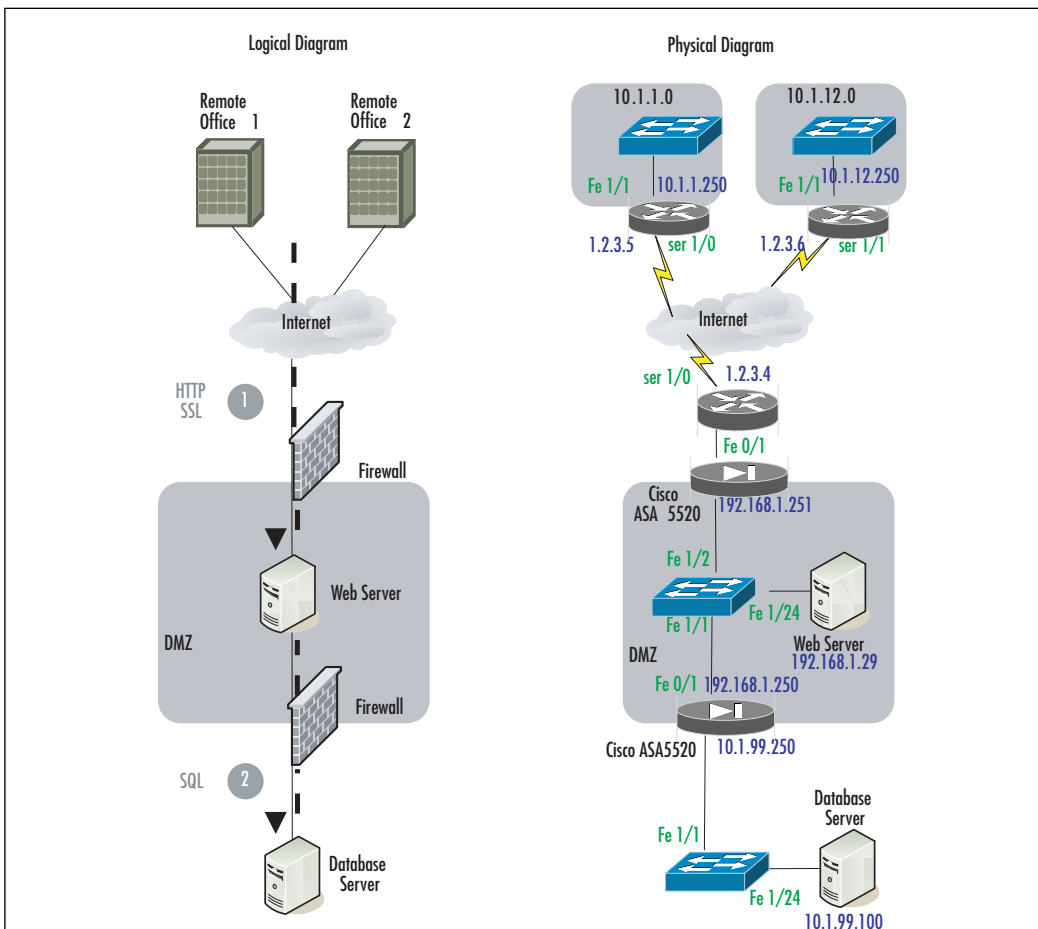 Logical Diagram
Remote
Office 1
Remote
Office 2
Internet
HTTP
SSL
1
Firewall
Web Server
DMZ
Firewall
SQL
2
Database
Server
Physical Diagram
10.1.1.0
10.1.12.0
Fe 1/1
10.1.1.250
Fe 1/1
10.1.12.250
1.2.3.5
ser 1/0
1.2.3.6
ser 1/1
Internet
ser 1/0
1.2.3.4
Fe 0/1
Cisco
ASA 5520
192.168.1.251
Fe 1/2
Fe 1/1
Fe 1/24
Web Server
192.168.1.29
DMZ
Fe 0/1
192.168.1.250
Cisco ASA5520
10.1.99.250
Database
Server
Fe 1/1
Fe 1/24
10.1.99.100